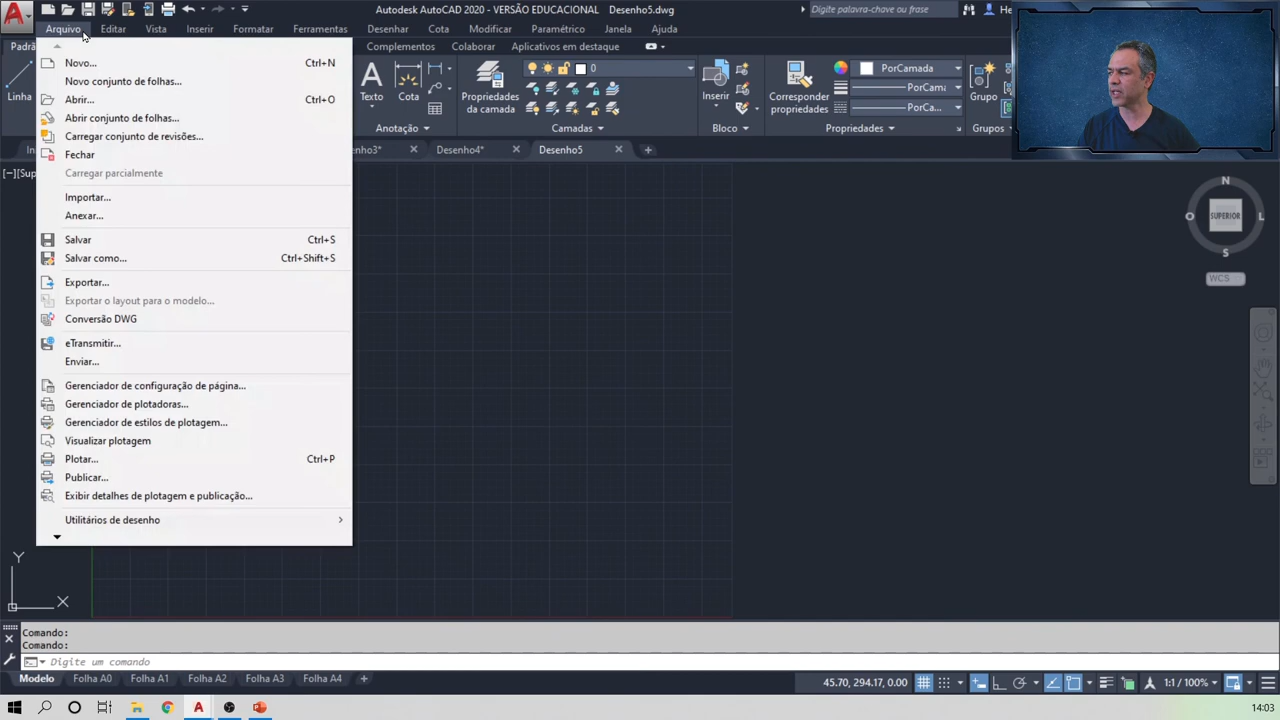 Autodesk AutoCAD 2020 - VERSÃO EDUCACIONAL Desenho5.dwg
Digite palavra-chave ou frase
Arquivo Editar Vista Inserir Formatar Ferramentas Desenhar Cota Modificar Paramétrico Janela Ajuda
Complementos Colaborar Aplicativos em destaque
Linha
Texto
Cota
Anotação
Propriedades
da camada
0
Camadas
Inserir
Bloco
Corresponder
propriedades
PorCamada
PorCama
PorCa...
Propriedades
Grupo
Grupos
Desenho4*
Desenho5
Novo... Ctrl+N
Novo conjunto de folhas...
Abrir... Ctrl+O
Abrir conjunto de folhas...
Carregar conjunto de revisões...
Fechar
Carregar parcialmente
Importar...
Anexar...
Salvar Ctrl+S
Salvar como... Ctrl+Shift+S
Exportar...
Exportar o layout para o modelo...
Conversão DWG
eTransmitir...
Enviar...
Gerenciador de configuração de página...
Gerenciador de plotadoras...
Gerenciador de estilos de plotagem...
Visualizar plotagem
Plotar... Ctrl+P
Publicar...
Exibir detalhes de plotagem e publicação...
Utilitários de desenho
N
O SUPERIOR L
S
WCS
Y
X
Comando:
Comando:
Digite um comando
Modelo Folha A0 Folha A1 Folha A2 Folha A3 Folha A4
45.70, 294.17, 0.00
1:1 / 100%
14:03